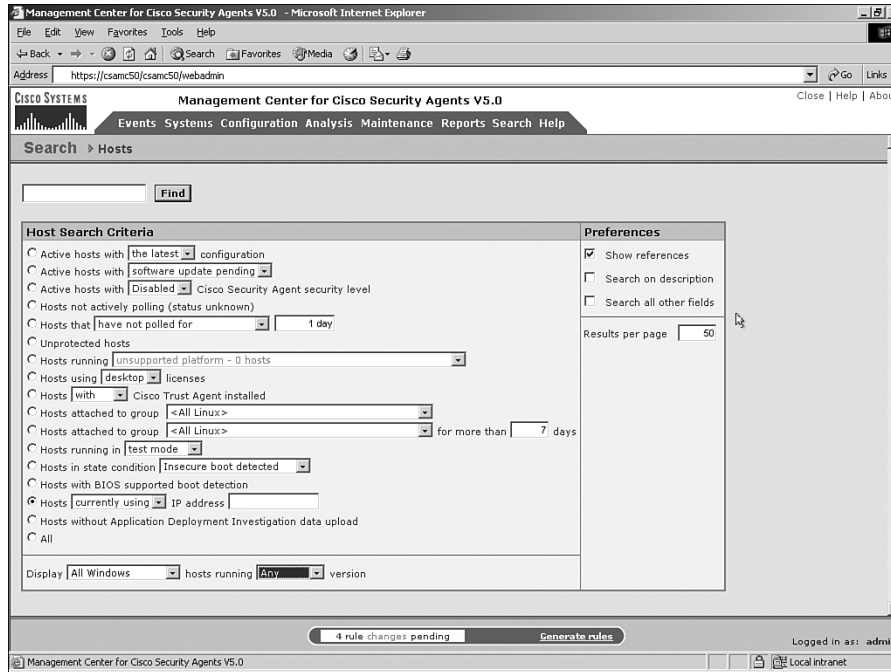 Management Center for Cisco Security Agents V5.0 - Microsoft Internet Explorer
File Edit View Favorites Tools Help
Back Search Favorites Media
Address https://csamc50/csamc50/webadmin Go Links
CISCO SYSTEMS Management Center for Cisco Security Agents V5.0 Close | Help | Abou
Events Systems Configuration Analysis Maintenance Reports Search Help
Search > Hosts
Find
Host Search Criteria
Active hosts with the latest configuration
Active hosts with software update pending
Active hosts with Disabled Cisco Security Agent security level
Hosts not actively polling (status unknown)
Hosts that have not polled for 1 day
Unprotected hosts
Hosts running unsupported platform - 0 hosts
Hosts using desktop licenses
Hosts with Cisco Trust Agent installed
Hosts attached to group <All Linux>
Hosts attached to group <All Linux> for more than 7 days
Hosts running in test mode
Hosts in state condition Insecure boot detected
Hosts with BIOS supported boot detection
Hosts currently using IP address
Hosts without Application Deployment Investigation data upload
All
Display All Windows hosts running Any version
Preferences
Show references
Search on description
Search all other fields
Results per page 50
4 rule changes pending Generate rules
Logged in as: admi
Management Center for Cisco Security Agents V5.0 Local intranet